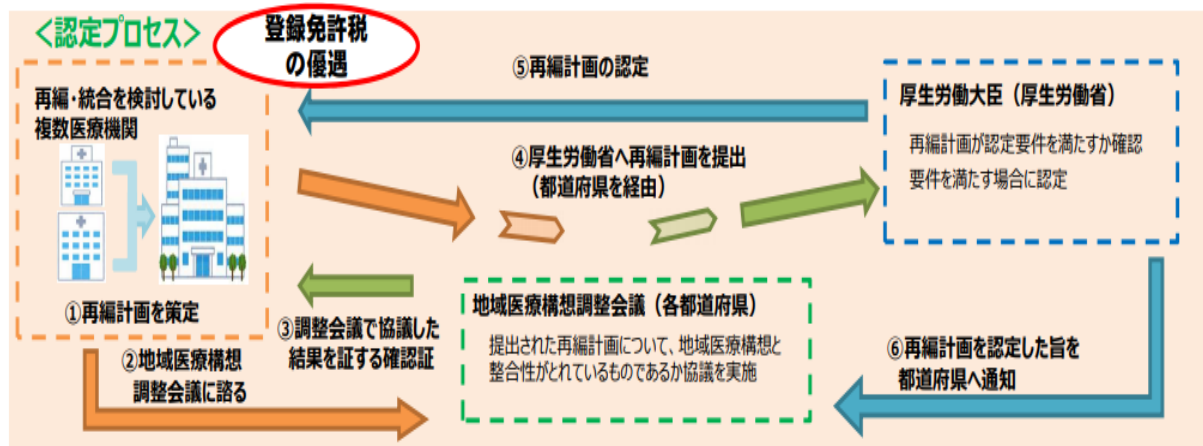 <認定プロセス>
登録免許税
の優遇
再編・統合を検討している
複数医療機関
①再編計画を策定
②地域医療構想
調整会議に諮る
③調整会議で協議した
結果を証する確認証
④厚生労働省へ再編計画を提出
(都道府県を経由)
⑤再編計画の認定
厚生労働大臣(厚生労働省)
再編計画が認定要件を満たすか確認
要件を満たす場合に認定
地域医療構想調整会議(各都道府県)
提出された再編計画について、地域医療構想と
整合性がとれているものであるか協議を実施
⑥再編計画を認定した旨を
都道府県へ通知